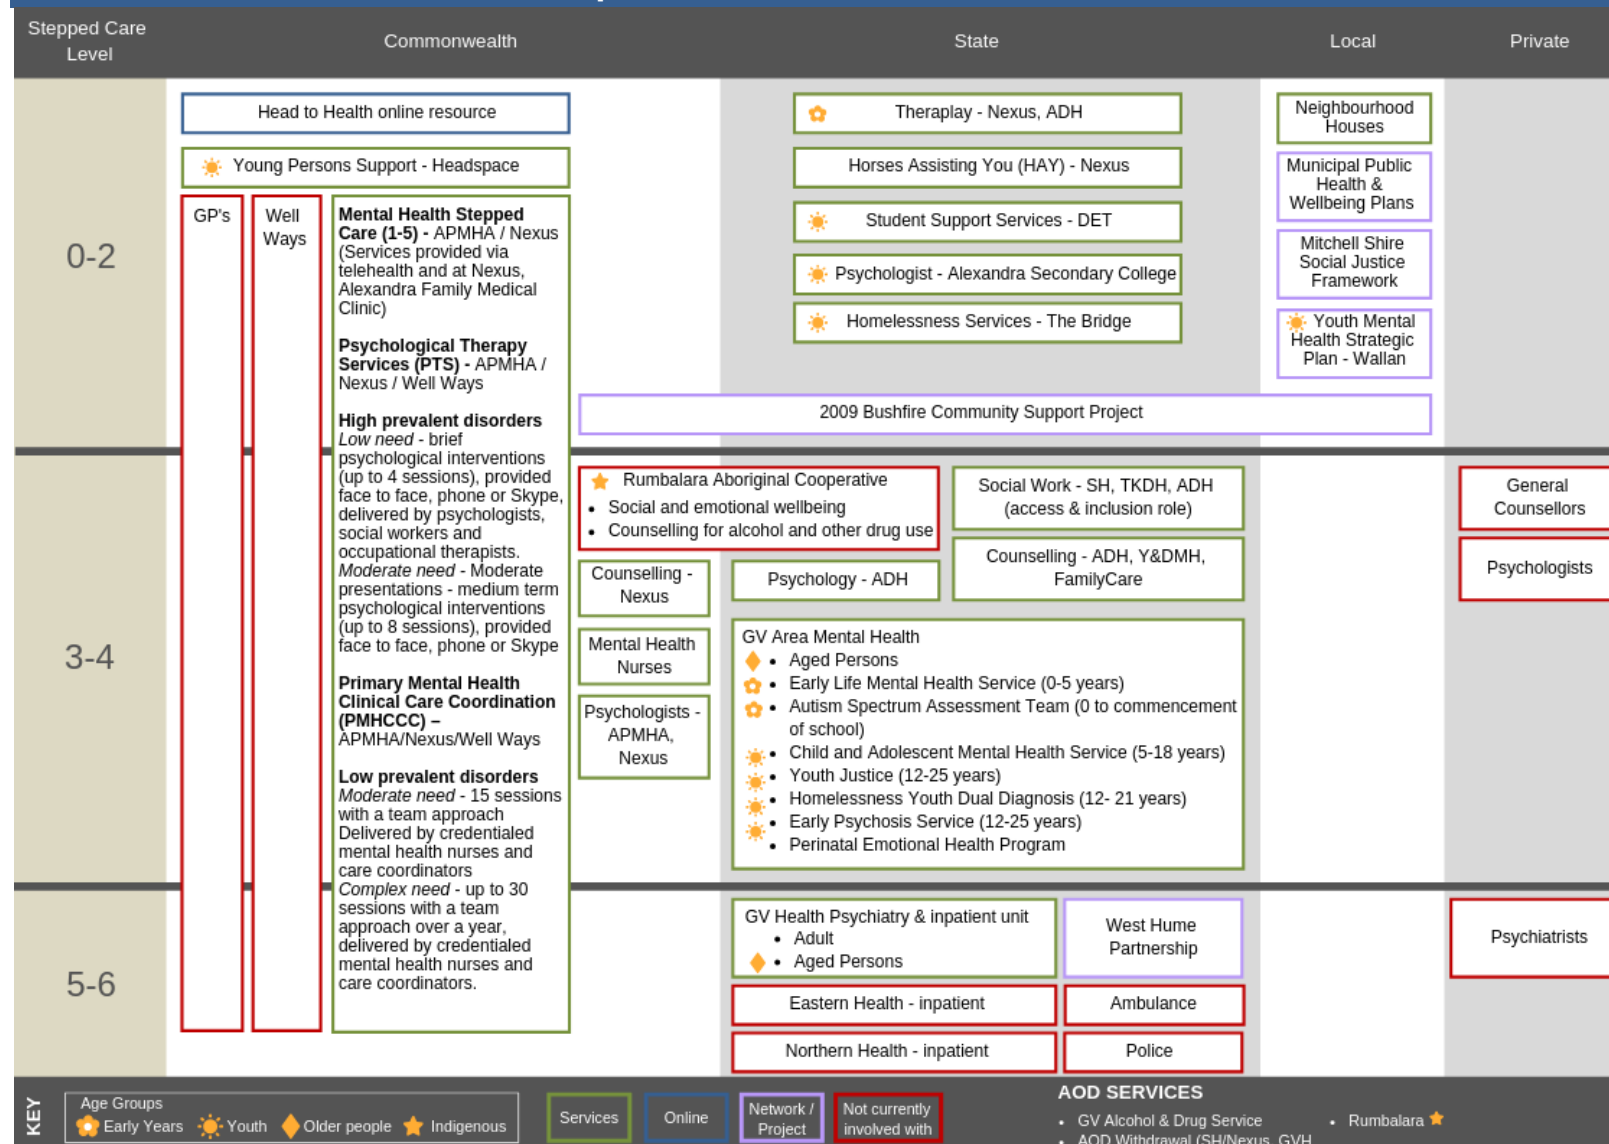 Stepped Care
Level
Commonwealth
State
Local
Private
0-2
Head to Health online resource
Young Persons Support - Headspace
GP's
Well
Ways
Mental Health Stepped
Care (1-5) - APMHA / Nexus
(Services provided via
telehealth and at Nexus,
Alexandra Family Medical
Clinic)
Psychological Therapy
Services (PTS) - APMHA /
Nexus / Well Ways
High prevalent disorders
Low need - brief
psychological interventions
(up to 4 sessions), provided
face to face, phone or Skype,
delivered by psychologists,
social workers and
occupational therapists.
Moderate need - Moderate
presentations - medium term
psychological interventions
(up to 8 sessions), provided
face to face, phone or Skype
Primary Mental Health
Clinical Care Coordination
(PMHCCC) –
APMHA/Nexus/Well Ways
Low prevalent disorders
Moderate need - 15 sessions
with a team approach
Delivered by credentialed
mental health nurses and
care coordinators
Complex need - up to 30
sessions with a team
approach over a year,
delivered by credentialed
mental health nurses and
care coordinators.
Theraplay - Nexus, ADH
Horses Assisting You (HAY) - Nexus
Student Support Services - DET
Psychologist - Alexandra Secondary College
Homelessness Services - The Bridge
Neighbourhood
Houses
Municipal Public
Health &
Wellbeing Plans
Mitchell Shire
Social Justice
Framework
Youth Mental
Health Strategic
Plan - Wallan
2009 Bushfire Community Support Project
3-4
Rumbalara Aboriginal Cooperative
• Social and emotional wellbeing
• Counselling for alcohol and other drug use
Social Work - SH, TKDH, ADH
(access & inclusion role)
General
Counsellors
Counselling -
Nexus
Psychology - ADH
Counselling - ADH, Y&DMH,
FamilyCare
Psychologists
Mental Health
Nurses
Psychologists -
APMHA,
Nexus
GV Area Mental Health
• Aged Persons
• Early Life Mental Health Service (0-5 years)
• Autism Spectrum Assessment Team (0 to commencement
of school)
• Child and Adolescent Mental Health Service (5-18 years)
• Youth Justice (12-25 years)
• Homelessness Youth Dual Diagnosis (12- 21 years)
• Early Psychosis Service (12-25 years)
• Perinatal Emotional Health Program
5-6
GV Health Psychiatry & inpatient unit
• Adult
• Aged Persons
West Hume
Partnership
Psychiatrists
Eastern Health - inpatient
Ambulance
Northern Health - inpatient
Police
KEY
Age Groups
Early Years
Youth
Older people
Indigenous
Services
Online
Network /
Project
Not currently
involved with
AOD SERVICES
• GV Alcohol & Drug Service
• Rumbalara
• AOD Withdrawal (SH/Nexus, GVH